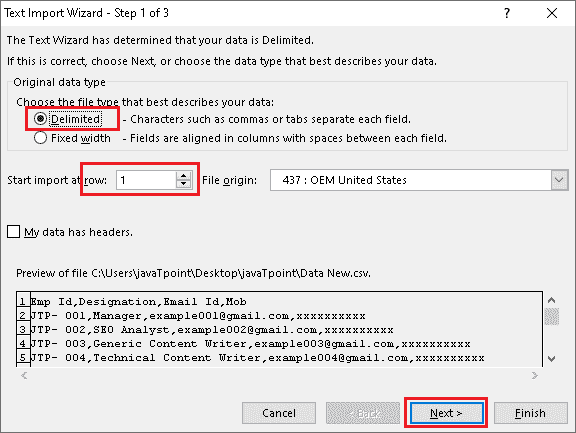 Text Import Wizard - Step 1 of 3
The Text Wizard has determined that your data is Delimited.
If this is correct, choose Next, or choose the data type that best describes your data.
Original data type
Choose the file type that best describes your data:
Delimited - Characters such as commas or tabs separate each field.
Fixed width - Fields are aligned in columns with spaces between each field.
Start import at row: 1 File origin: 437 : OEM United States
My data has headers.
Preview of file C:\Users\javaTpoint\Desktop\javaTpoint\Data New.csv.
1 Emp Id,Designation,Email Id,Mob
2 JTP- 001,Manager,example001@gmail.com,xxxxxxxxxx
3 JTP- 002,SEO Analyst,example002@gmail.com,xxxxxxxxxx
4 JTP- 003,Generic Content Writer,example003@gmail.com,xxxxxxxxxx
5 JTP- 004,Technical Content Writer,example004@gmail.com,xxxxxxxxxx
Cancel < Back Next > Finish